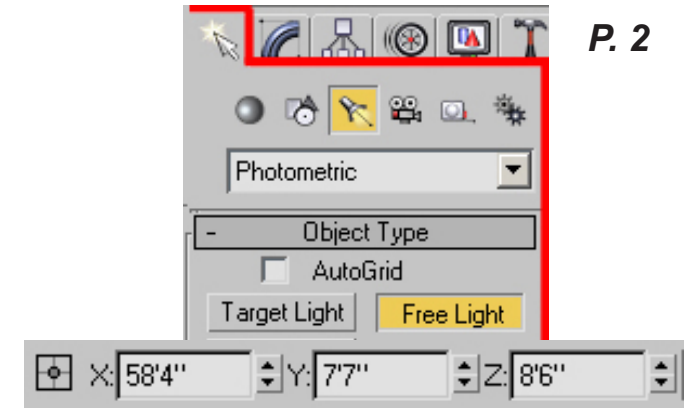 P. 2
Photometric
- Object Type
AutoGrid
Target Light Free Light
X: 58'4'' Y: 7'7'' Z: 8'6''